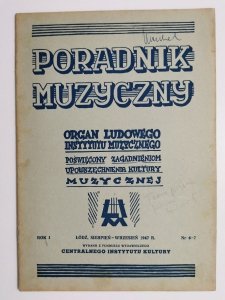 PORADNIK
MUZYCZNY
ORGAN LUDOWEGO
INSTYTUTU MUZYCZNEGO
POŚWIĘCONY ZAGADNIENIOM
UPOWSZECHNIENIA KULTURY
MUZYCZNEJ
ROK I ŁÓDŹ, SIERPIEŃ-WRZESIEŃ 1947 R. Nr 6-7
WYDANE Z FUNDUSZU WYDAWNICZEGO
CENTRALNEGO INSTYTUTU KULTURY